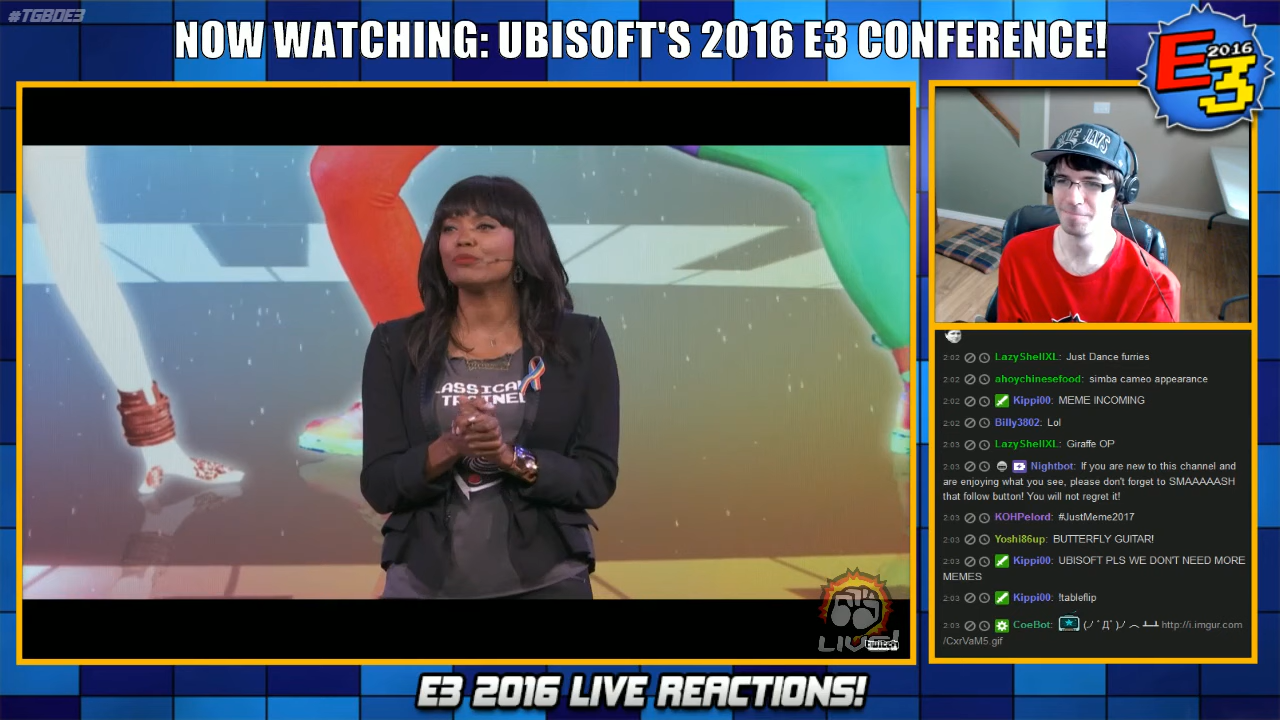 #TGBDE3
NOW WATCHING: UBISOFT'S 2016 E3 CONFERENCE!
E3 2016
BLUE JAYS
LASSICAL
TRAINED
LIVE!
twitch
2:02 LazyShellXL: Just Dance furries
2:02 ahoychinesefood: simba cameo appearance
2:02 Kippi00: MEME INCOMING
2:02 Billy3802: Lol
2:02 LazyShellXL: Giraffe OP
2:03 Nightbot: If you are new to this channel and
are enjoying what you see, please don't forget to SMAAAAASH
that follow button! You will not regret it!
2:03 KOHPelord: #JustMeme2017
2:03 Yoshi86up: BUTTERFLY GUITAR!
2:03 Kippi00: UBISOFT PLS WE DON'T NEED MORE
MEMES
2:03 Kippi00: !tableflip
2:03 CoeBot: (ノ ゚Д゚)ノ ︵ ┻━┻ http://i.imgur.com
/CxrVaM5.gif
E3 2016 LIVE REACTIONS!